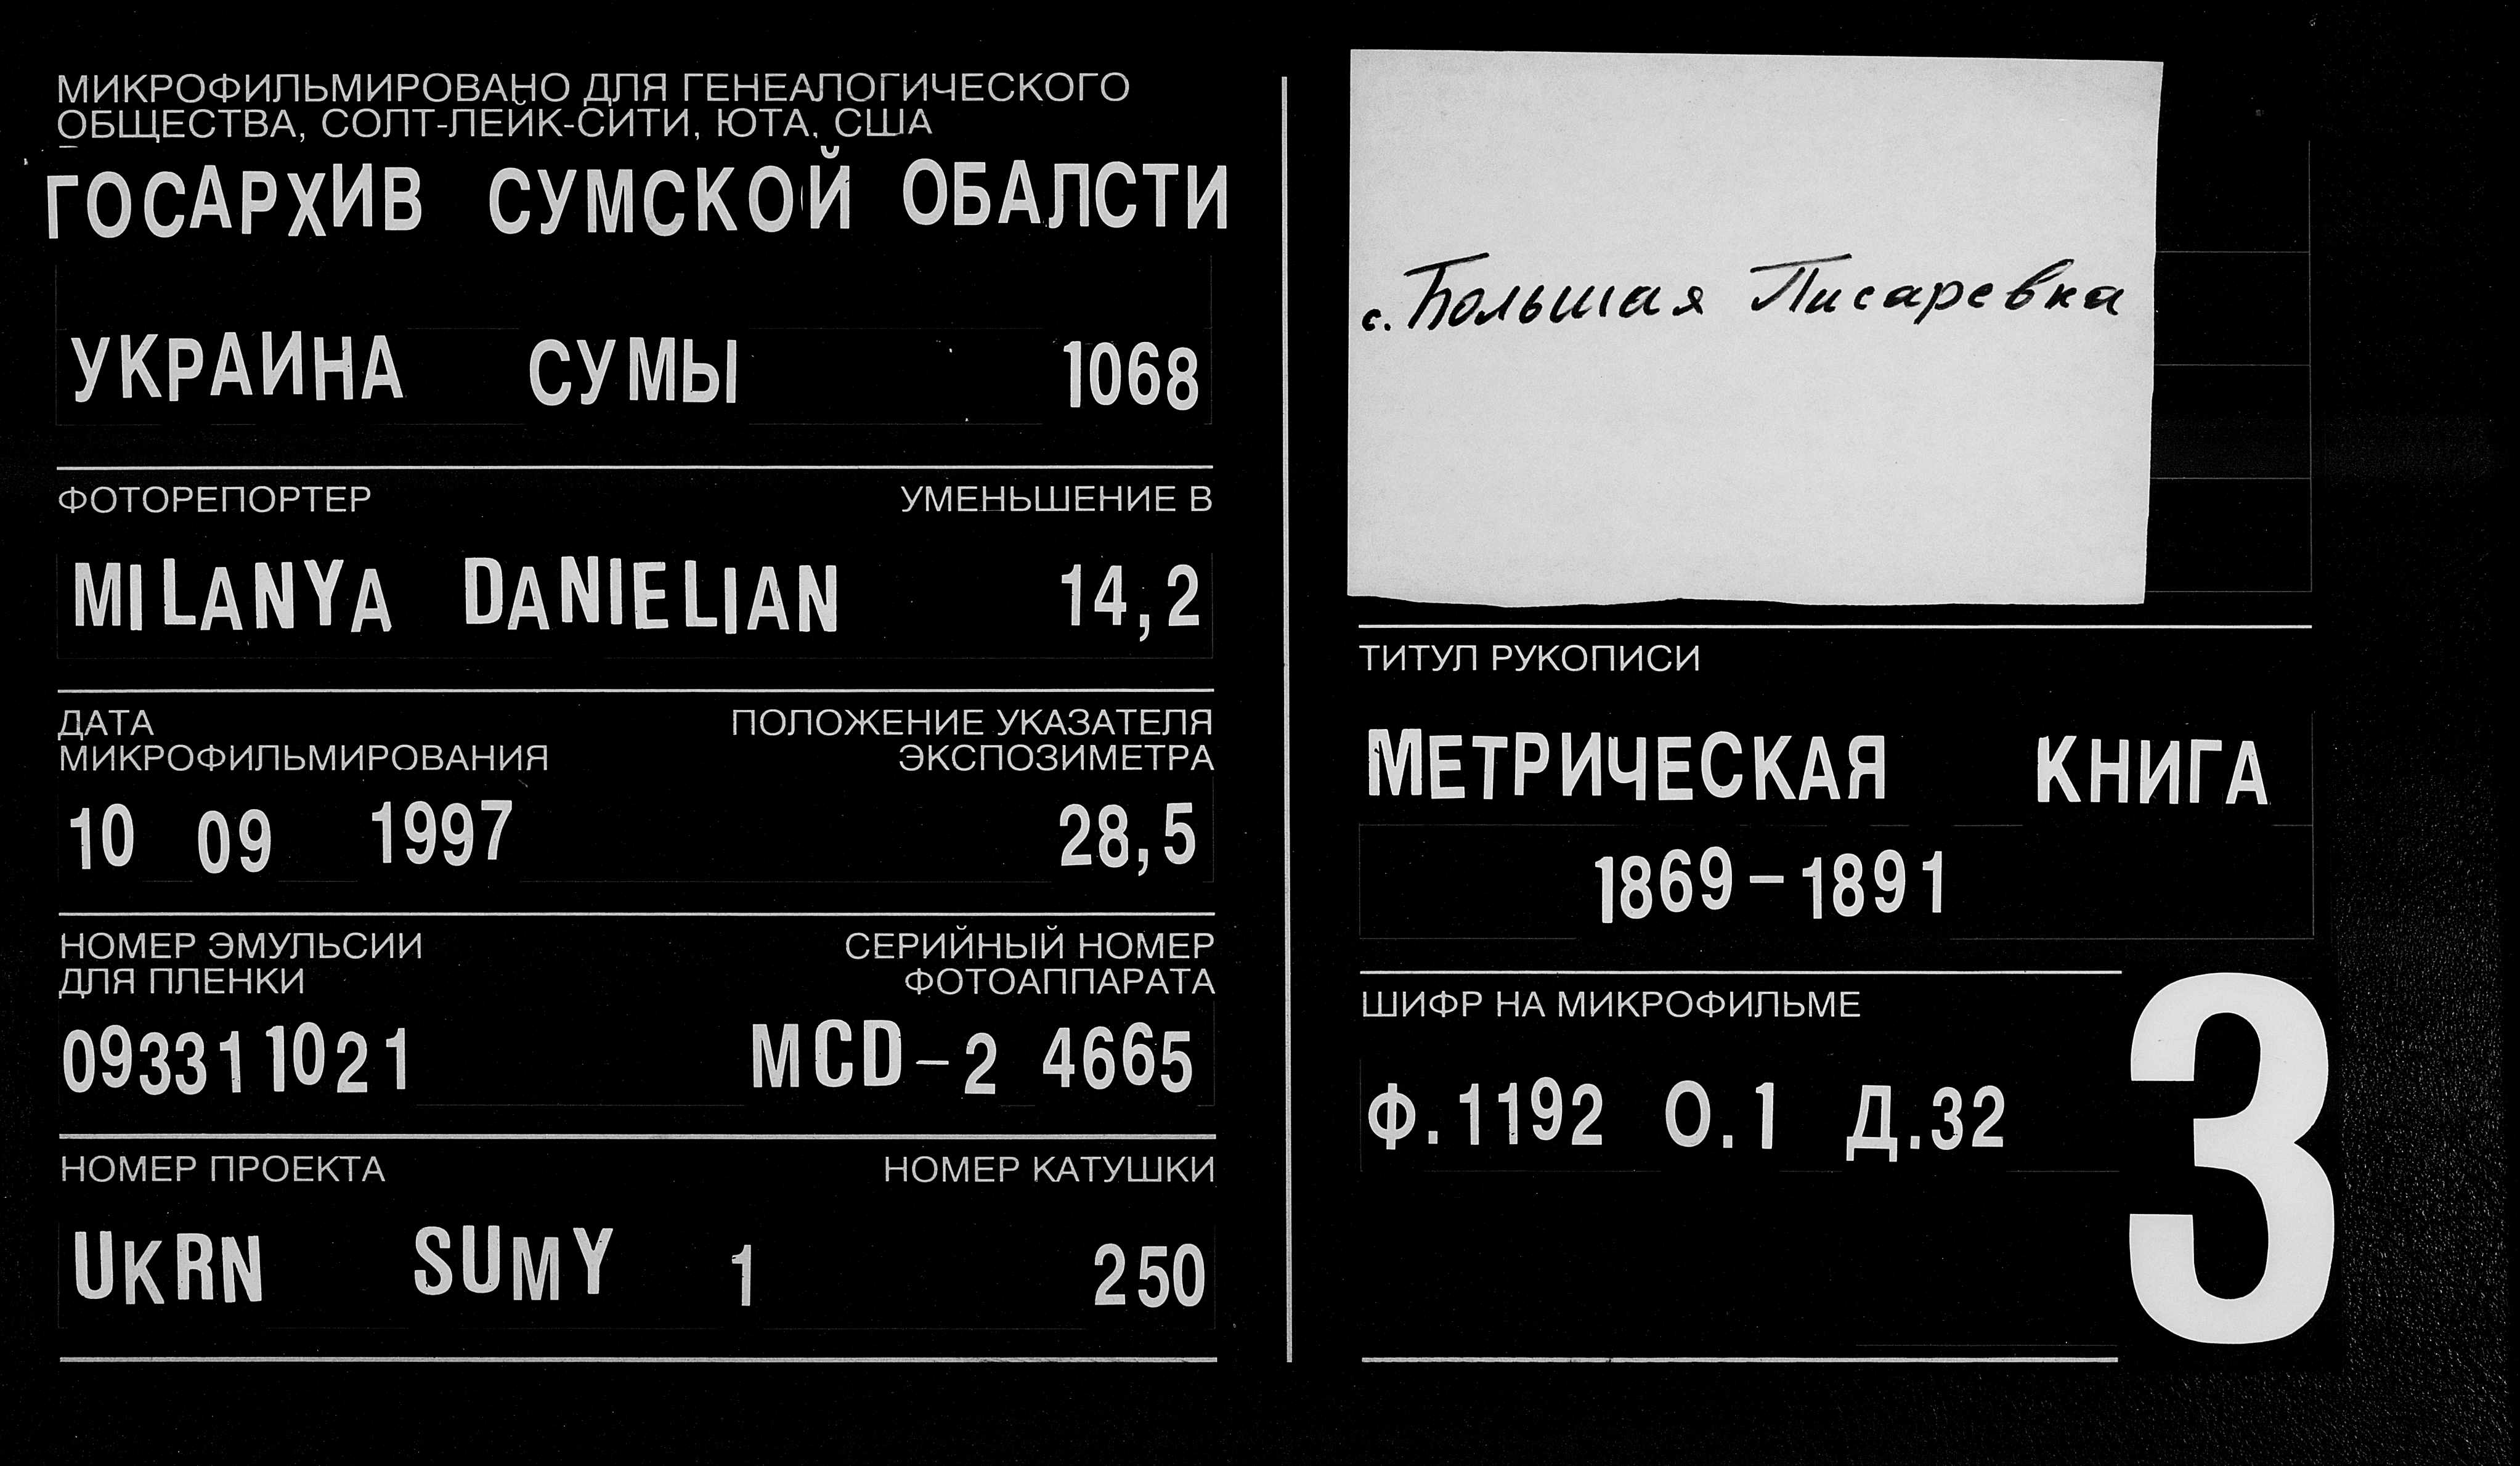 МИКРОФИЛЬМИРОВАНО ДЛЯ ГЕНЕАЛОГИЧЕСКОГО
ОБЩЕСТВА, СОЛТ-ЛЕЙК-СИТИ, ЮТА, США
ГОСАРХИВ СУМСКОЙ ОБАЛСТИ
УКРАИНА СУМЫ 1068
ФОТОРЕПОРТЕР УМЕНЬШЕНИЕ В
MILANYA DANIELIAN 14,2
ДАТА ПОЛОЖЕНИЕ УКАЗАТЕЛЯ
МИКРОФИЛЬМИРОВАНИЯ ЭКСПОЗИМЕТРА
10 09 1997 28,5
НОМЕР ЭМУЛЬСИИ СЕРИЙНЫЙ НОМЕР
ДЛЯ ПЛЕНКИ ФОТОАППАРАТА
093311021 MCD-2 4665
НОМЕР ПРОЕКТА НОМЕР КАТУШКИ
UKRN SUMY 1 250
с. Большая Писаревка
ТИТУЛ РУКОПИСИ
МЕТРИЧЕСКАЯ КНИГА
1869-1891
ШИФР НА МИКРОФИЛЬМЕ
Ф.1192 О.1 Д.32
3